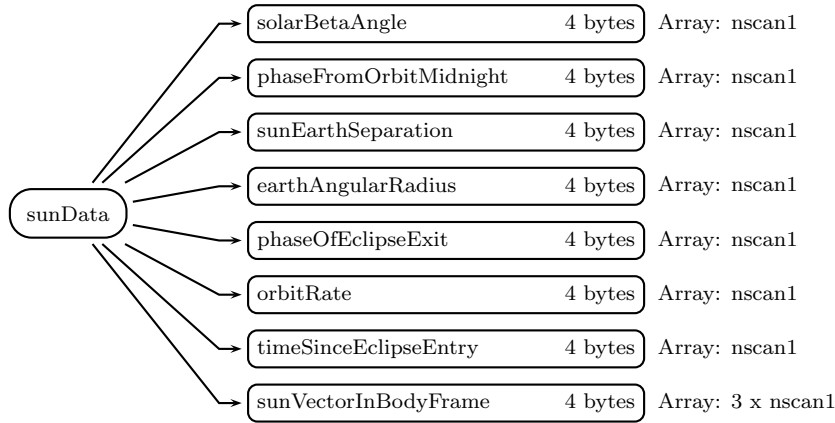 solarBetaAngle 4 bytes Array: nscan1
phaseFromOrbitMidnight 4 bytes Array: nscan1
sunEarthSeparation 4 bytes Array: nscan1
earthAngularRadius 4 bytes Array: nscan1
sunData
phaseOfEclipseExit 4 bytes Array: nscan1
orbitRate 4 bytes Array: nscan1
timeSinceEclipseEntry 4 bytes Array: nscan1
sunVectorInBodyFrame 4 bytes Array: 3 x nscan1